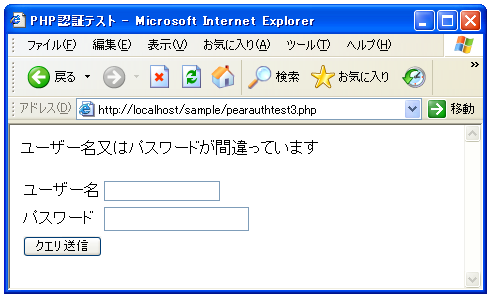 PHP認証テスト - Microsoft Internet Explorer
ファイル(F) 編集(E) 表示(V) お気に入り(A) ツール(T) ヘルプ(H)
戻る 検索 お気に入り »
アドレス(D) http://localhost/sample/pearauthtest3.php 移動
ユーザー名又はパスワードが間違っています
ユーザー名
パスワード
クエリ送信